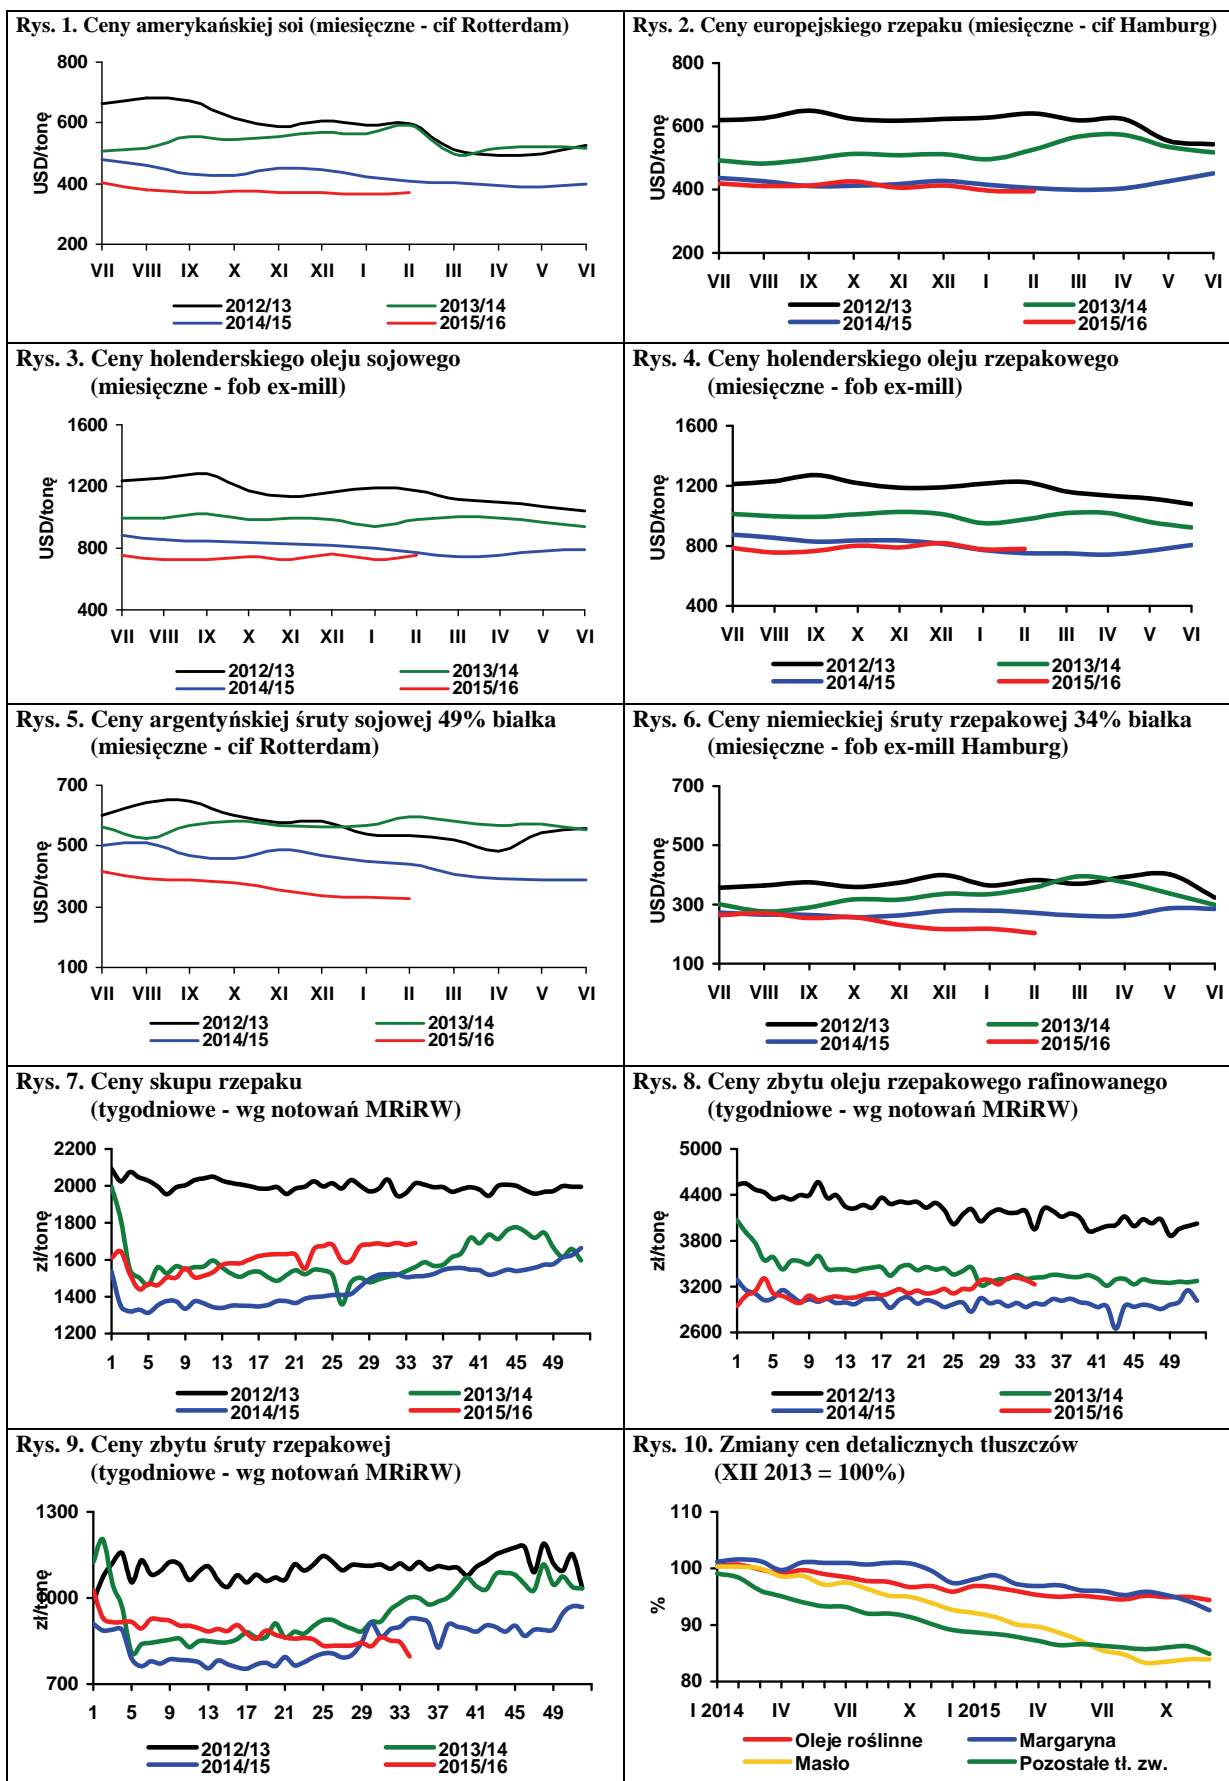 Rys. 1. Ceny amerykańskiej soi (miesięczne - cif Rotterdam)
USD/tonę
800
600
400
200
VII VIII IX X XI XII I II III IV V VI
2012/13 2013/14
2014/15 2015/16
Rys. 2. Ceny europejskiego rzepaku (miesięczne - cif Hamburg)
USD/tonę
800
600
400
200
VII VIII IX X XI XII I II III IV V VI
2012/13 2013/14
2014/15 2015/16
Rys. 3. Ceny holenderskiego oleju sojowego
(miesięczne - fob ex-mill)
USD/tonę
1600
1200
800
400
VII VIII IX X XI XII I II III IV V VI
2012/13 2013/14
2014/15 2015/16
Rys. 4. Ceny holenderskiego oleju rzepakowego
(miesięczne - fob ex-mill)
USD/tonę
1600
1200
800
400
VII VIII IX X XI XII I II III IV V VI
2012/13 2013/14
2014/15 2015/16
Rys. 5. Ceny argentyńskiej śruty sojowej 49% białka
(miesięczne - cif Rotterdam)
USD/tonę
700
500
300
100
VII VIII IX X XI XII I II III IV V VI
2012/13 2013/14
2014/15 2015/16
Rys. 6. Ceny niemieckiej śruty rzepakowej 34% białka
(miesięczne - fob ex-mill Hamburg)
USD/tonę
700
500
300
100
VII VIII IX X XI XII I II III IV V VI
2012/13 2013/14
2014/15 2015/16
Rys. 7. Ceny skupu rzepaku
(tygodniowe - wg notowań MRiRW)
zł/tonę
2200
2000
1800
1600
1400
1200
1 5 9 13 17 21 25 29 33 37 41 45 49
2012/13 2013/14
2014/15 2015/16
Rys. 8. Ceny zbytu oleju rzepakowego rafinowanego
(tygodniowe - wg notowań MRiRW)
zł/tonę
5000
4400
3800
3200
2600
1 5 9 13 17 21 25 29 33 37 41 45 49
2012/13 2013/14
2014/15 2015/16
Rys. 9. Ceny zbytu śruty rzepakowej
(tygodniowe - wg notowań MRiRW)
zł/tonę
1300
1000
700
1 5 9 13 17 21 25 29 33 37 41 45 49
2012/13 2013/14
2014/15 2015/16
Rys. 10. Zmiany cen detalicznych tłuszczów
(XII 2013 = 100%)
%
110
100
90
80
I 2014 IV VII X I 2015 IV VII X
Oleje roślinne Margaryna
Masło Pozostałe tł. zw.